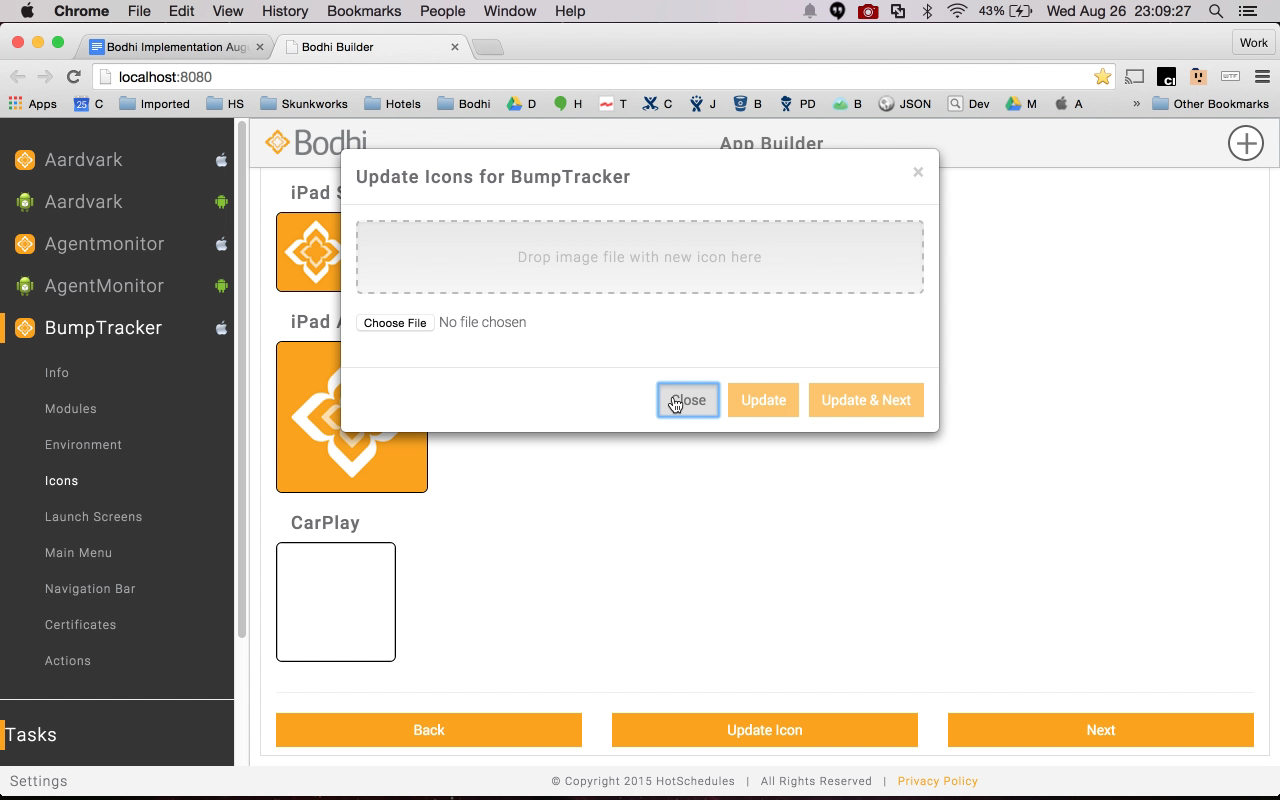 Chrome File Edit View History Bookmarks People Window Help 43% Wed Aug 26 23:09:27
Bodhi Implementation Aug
Bodhi Builder
Work
localhost:8080
Apps 25 C Imported HS Skunkworks Hotels Bodhi D H T C J B PD B JSON Dev M A » Other Bookmarks
Bodhi
App Builder
Aardvark
Aardvark
Agentmonitor
AgentMonitor
BumpTracker
Info
Modules
Environment
Icons
Launch Screens
Main Menu
Navigation Bar
Certificates
Actions
Tasks
Settings
iPad S
iPad A
CarPlay
Update Icons for BumpTracker
×
Drop image file with new icon here
Choose File No file chosen
Close Update Update & Next
Back Update Icon Next
© Copyright 2015 HotSchedules | All Rights Reserved | Privacy Policy